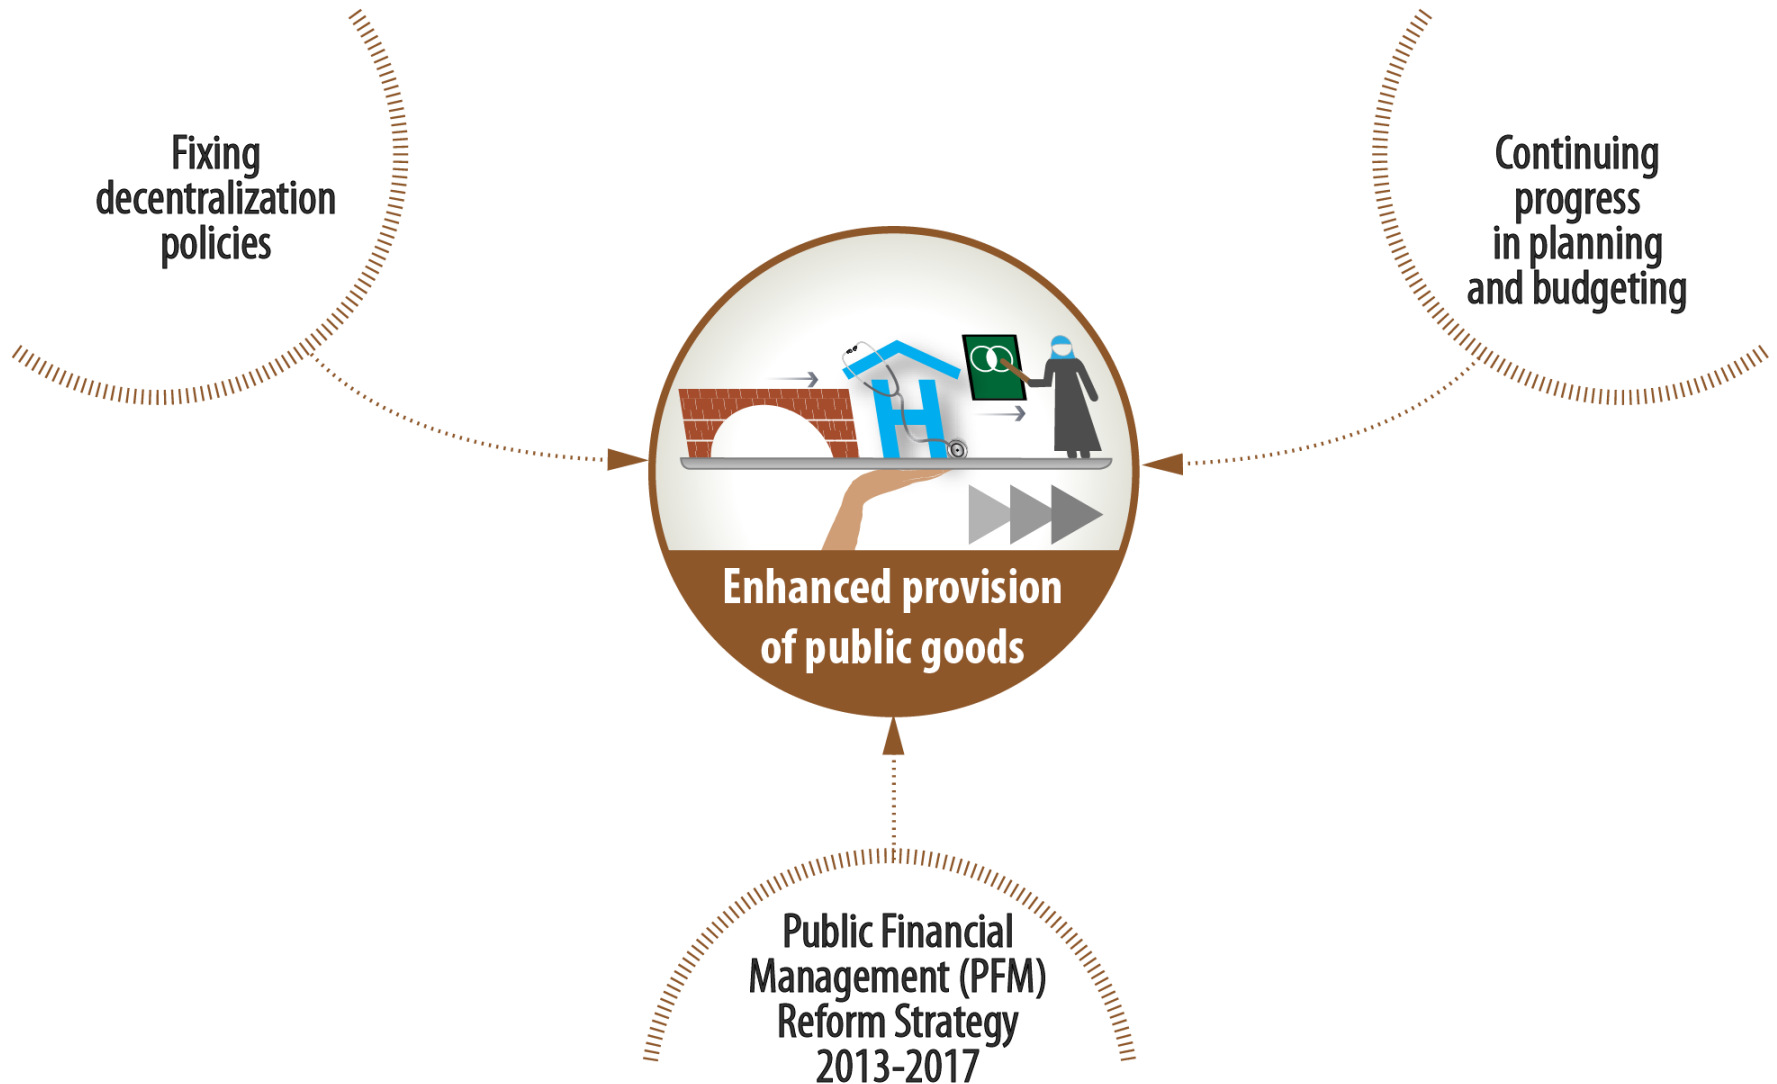 Fixing
decentralization
policies
Continuing
progress
in planning
and budgeting
Enhanced provision
of public goods
Public Financial
Management (PFM)
Reform Strategy
2013-2017